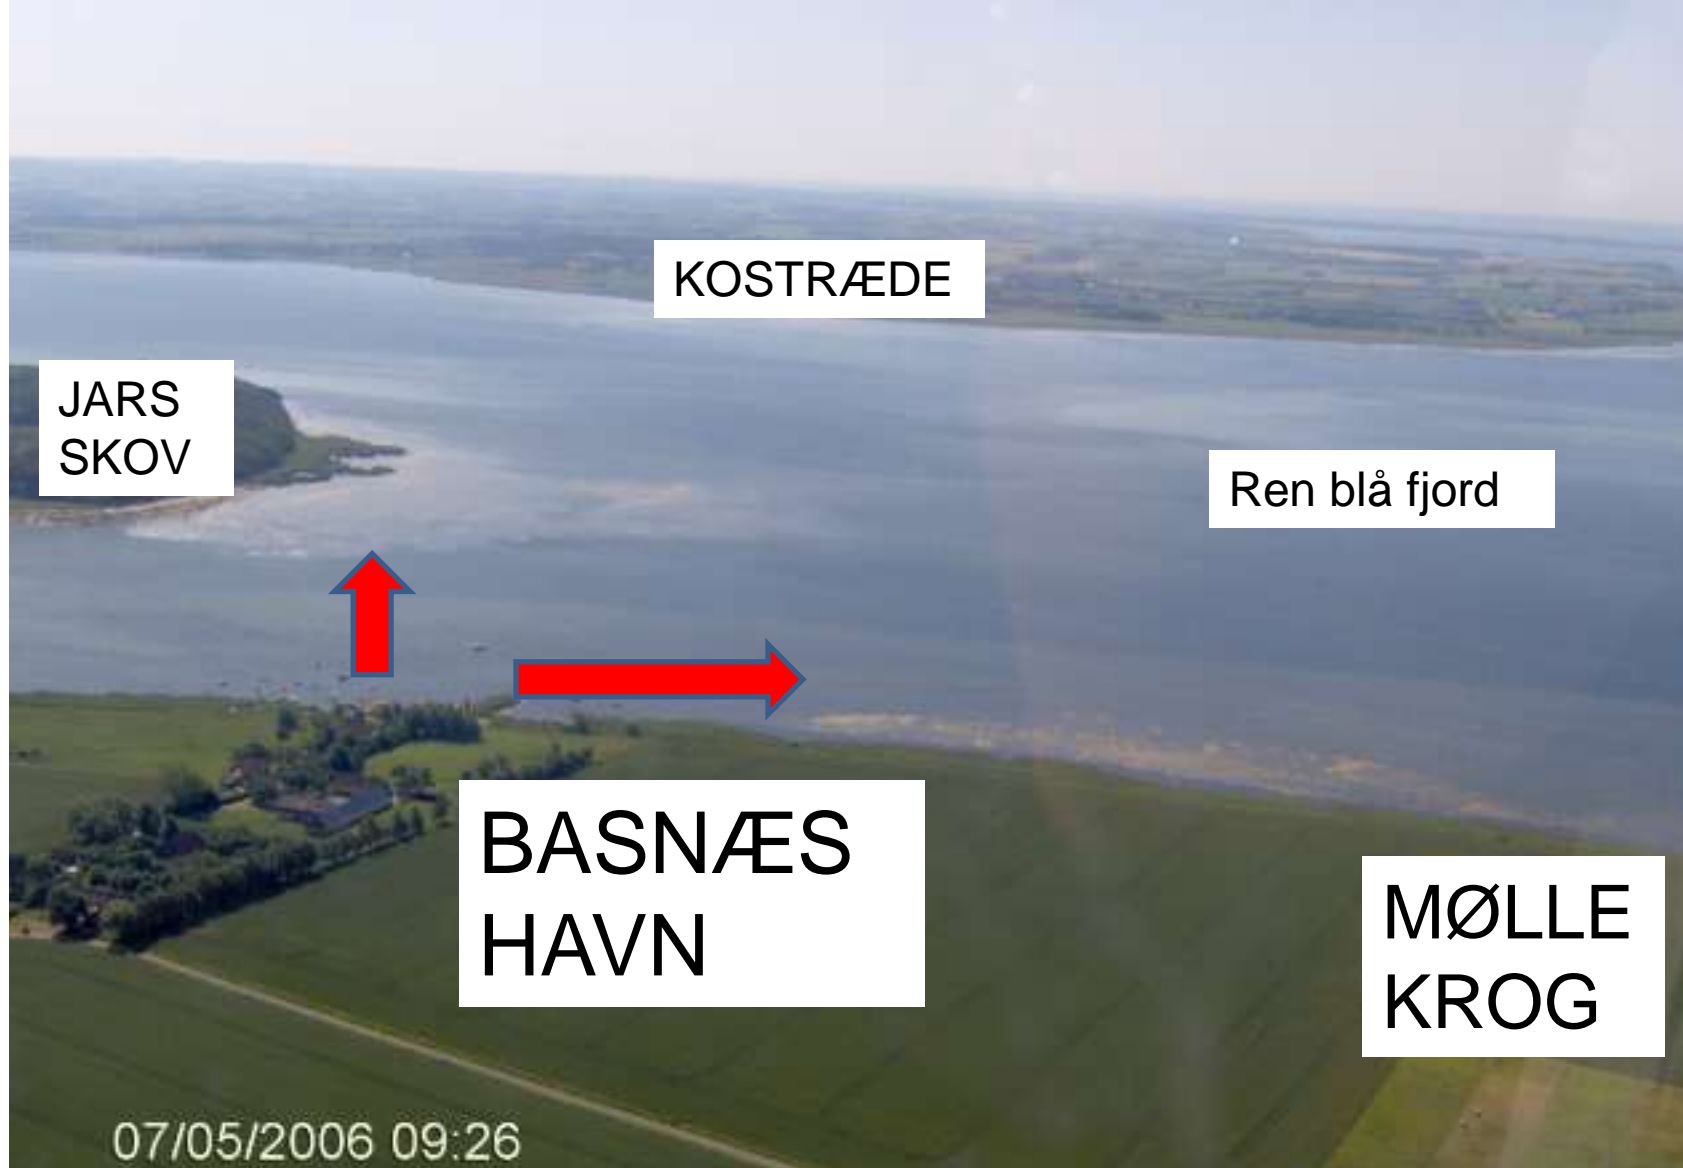 KOSTRÆDE
JARS
SKOV
Ren blå fjord
BASNÆS
HAVN
MØLLE
KROG
07/05/2006 09:26